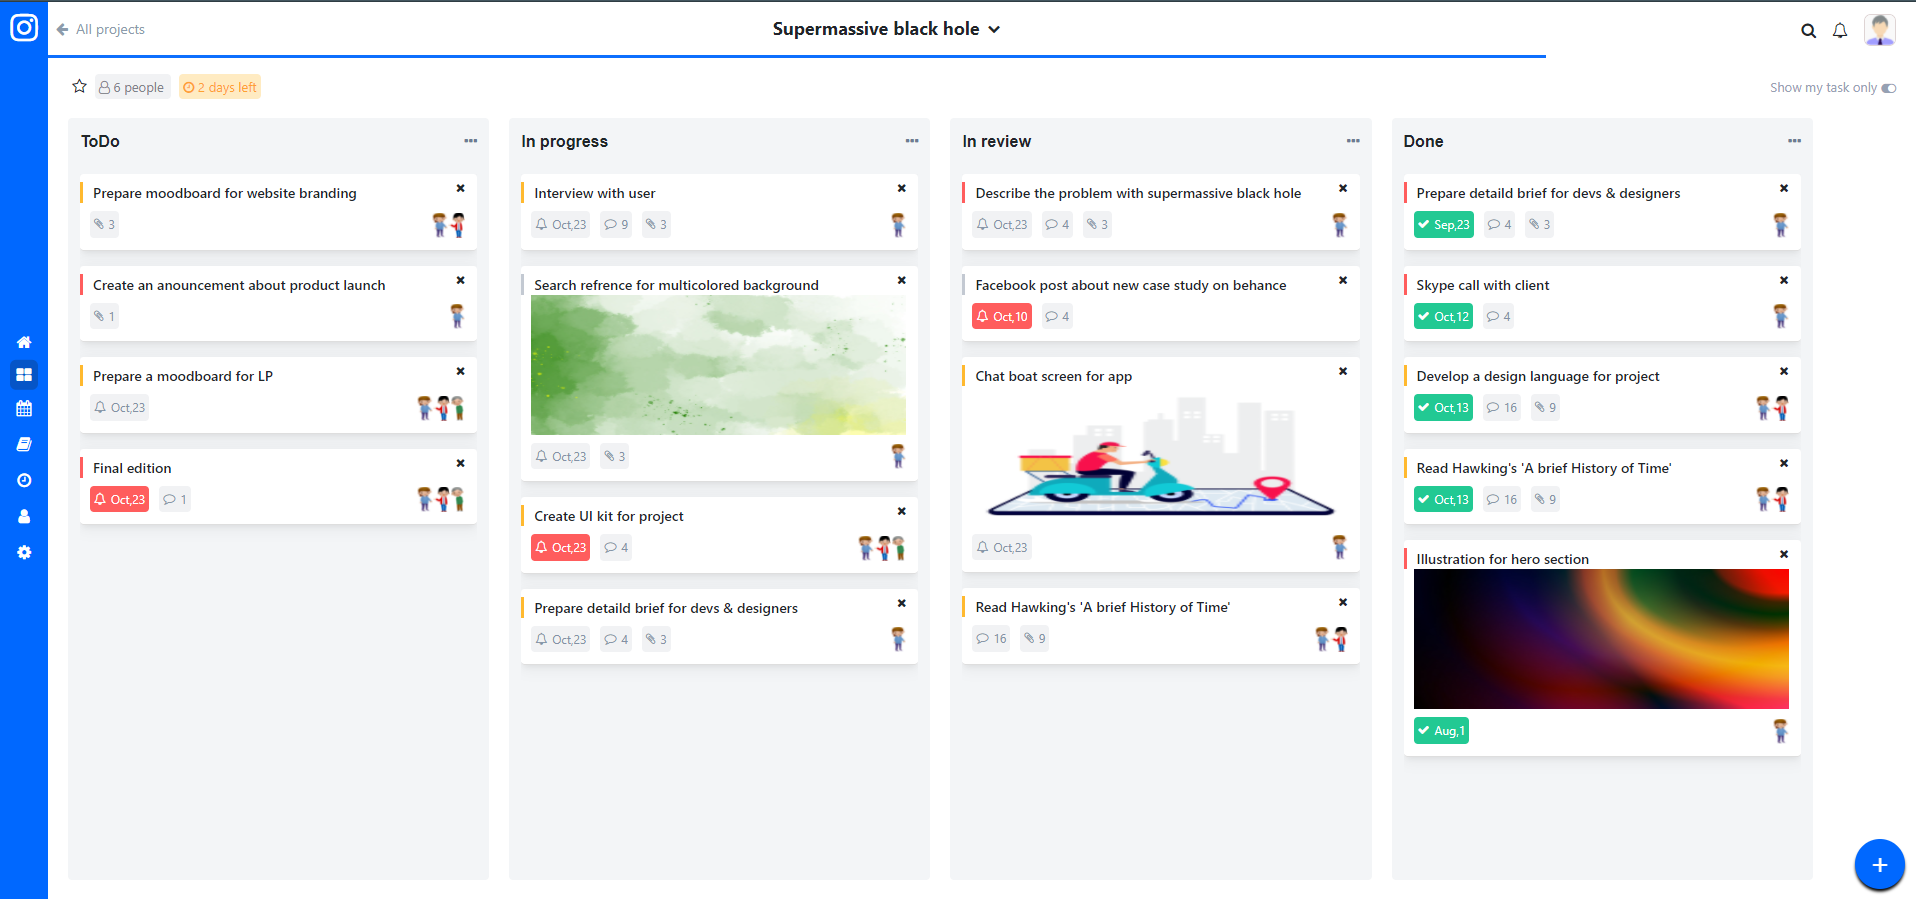 All projects
Supermassive black hole
6 people
2 days left
Show my task only
ToDo
Prepare moodboard for website branding
3
Create an anouncement about product launch
1
Prepare a moodboard for LP
Oct,23
Final edition
Oct,23 1
In progress
Interview with user
Oct,23 9 3
Search refrence for multicolored background
Oct,23 3
Create UI kit for project
Oct,23 4
Prepare detaild brief for devs & designers
Oct,23 4 3
In review
Describe the problem with supermassive black hole
Oct,23 4 3
Facebook post about new case study on behance
Oct,10 4
Chat boat screen for app
Oct,23
Read Hawking's 'A brief History of Time'
16 9
Done
Prepare detaild brief for devs & designers
Sep,23 4 3
Skype call with client
Oct,12 4
Develop a design language for project
Oct,13 16 9
Read Hawking's 'A brief History of Time'
Oct,13 16 9
Illustration for hero section
Aug,1